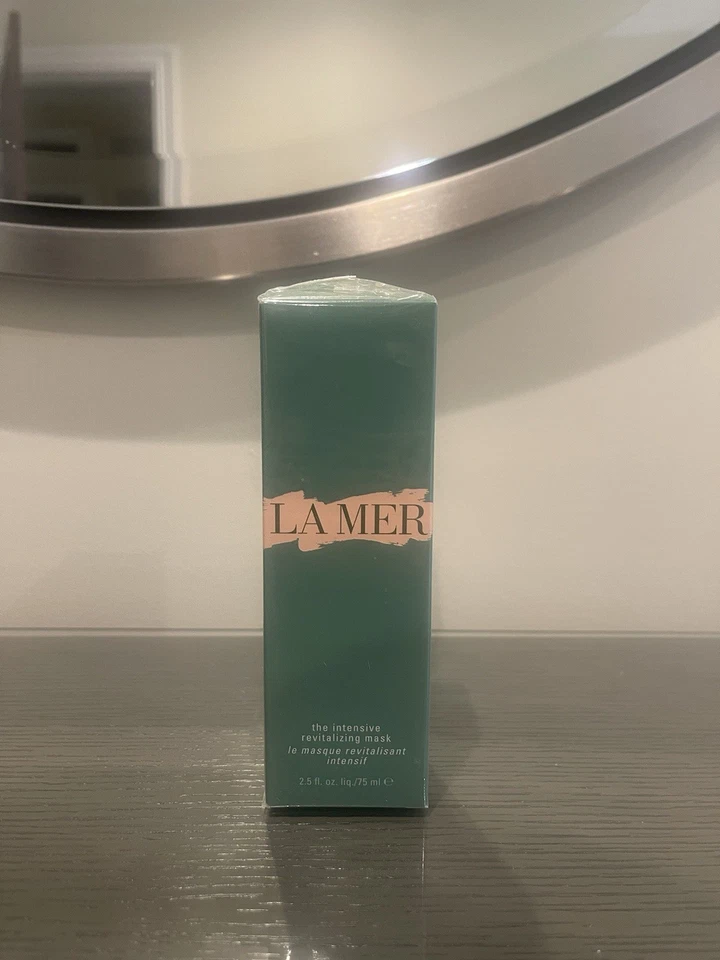 LA MER
the intensive
revitalizing mask
le masque revitalisant
intensif
2.5 fl. oz. liq./75 ml ℮